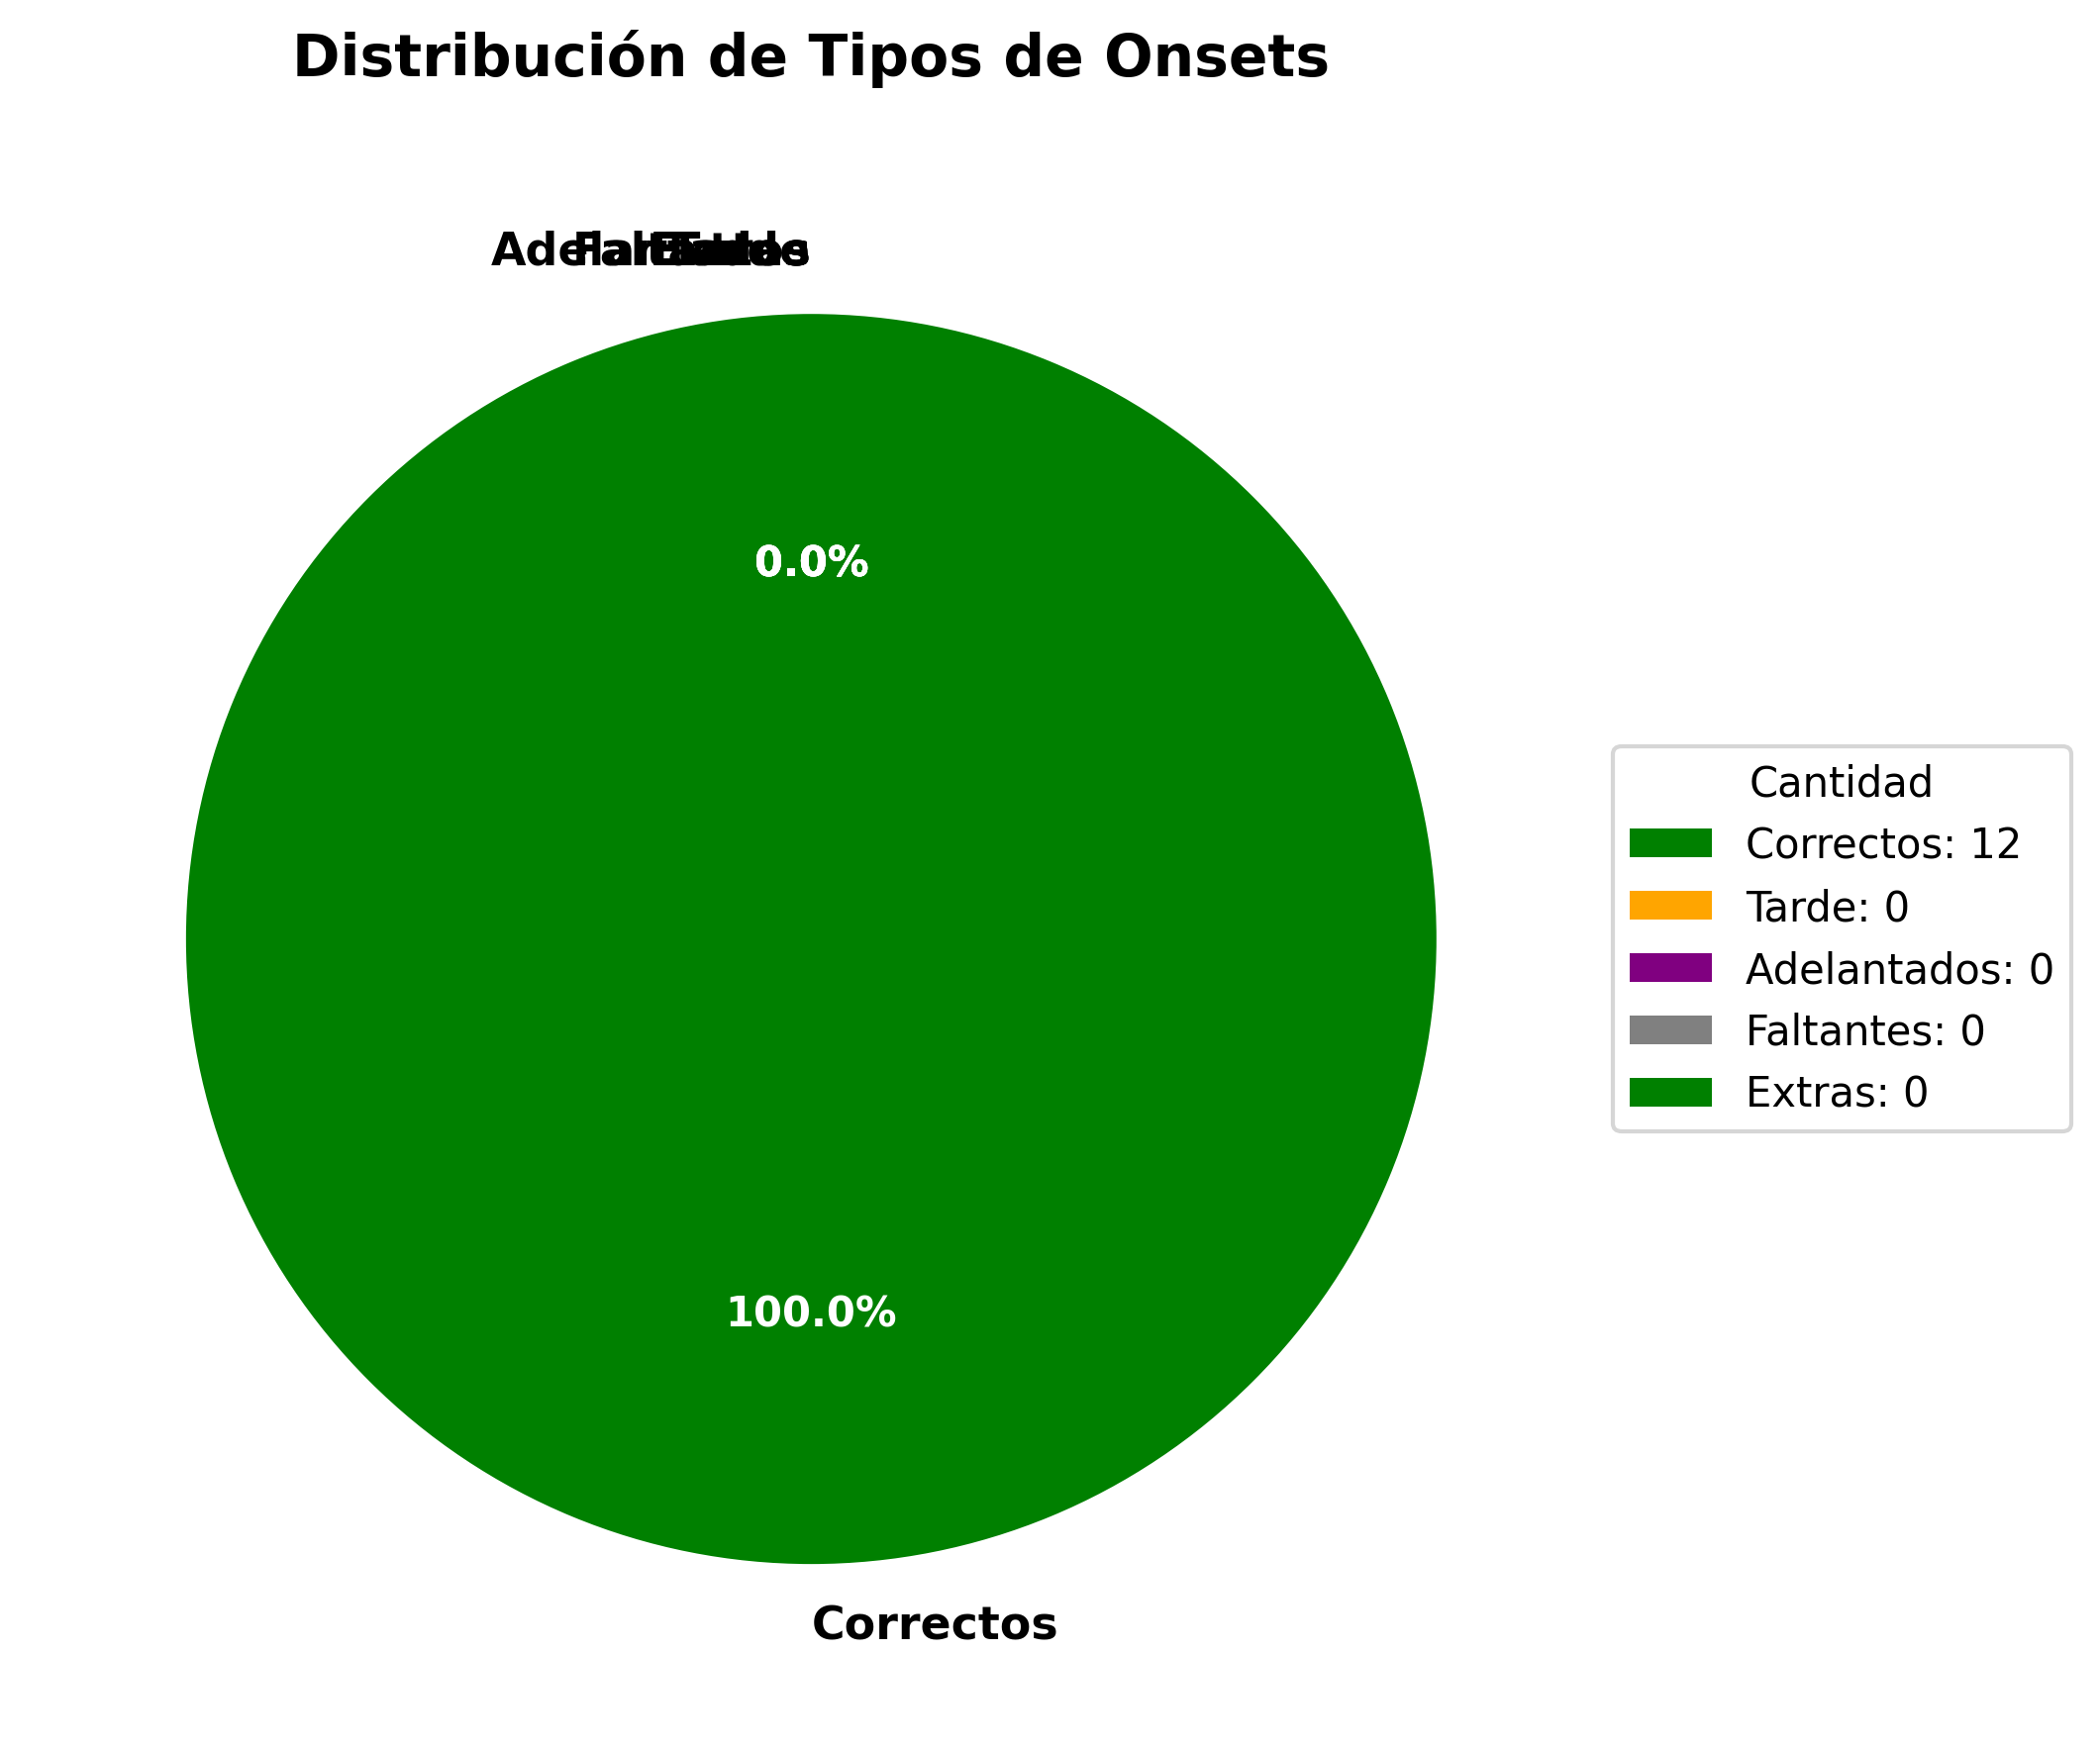 Distribución de Tipos de Onsets
0.0%
100.0%
Correctos
Cantidad
Correctos: 12
Tarde: 0
Adelantados: 0
Faltantes: 0
Extras: 0